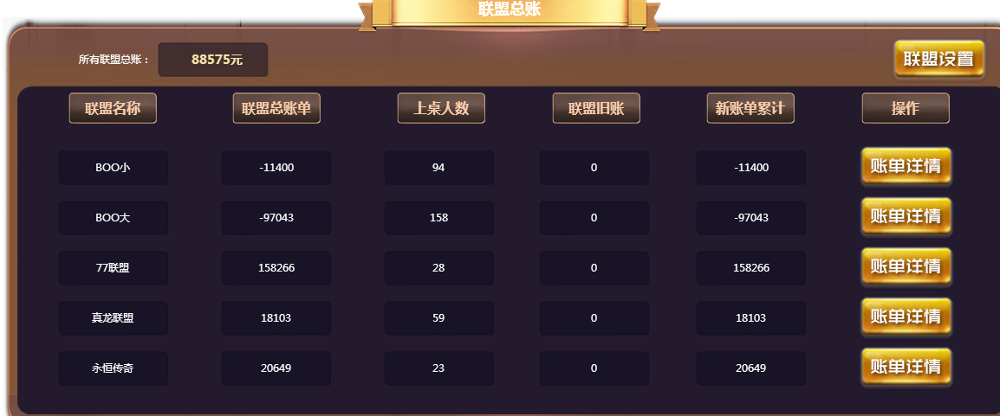 联盟总账
所有联盟总账： 88575元 联盟设置
联盟名称 联盟总账单 上桌人数 联盟旧账 新账单累计 操作
BOO小 -11400 94 0 -11400 账单详情
BOO大 -97043 158 0 -97043 账单详情
77联盟 158266 28 0 158266 账单详情
真龙联盟 18103 59 0 18103 账单详情
永恒传奇 20649 23 0 20649 账单详情